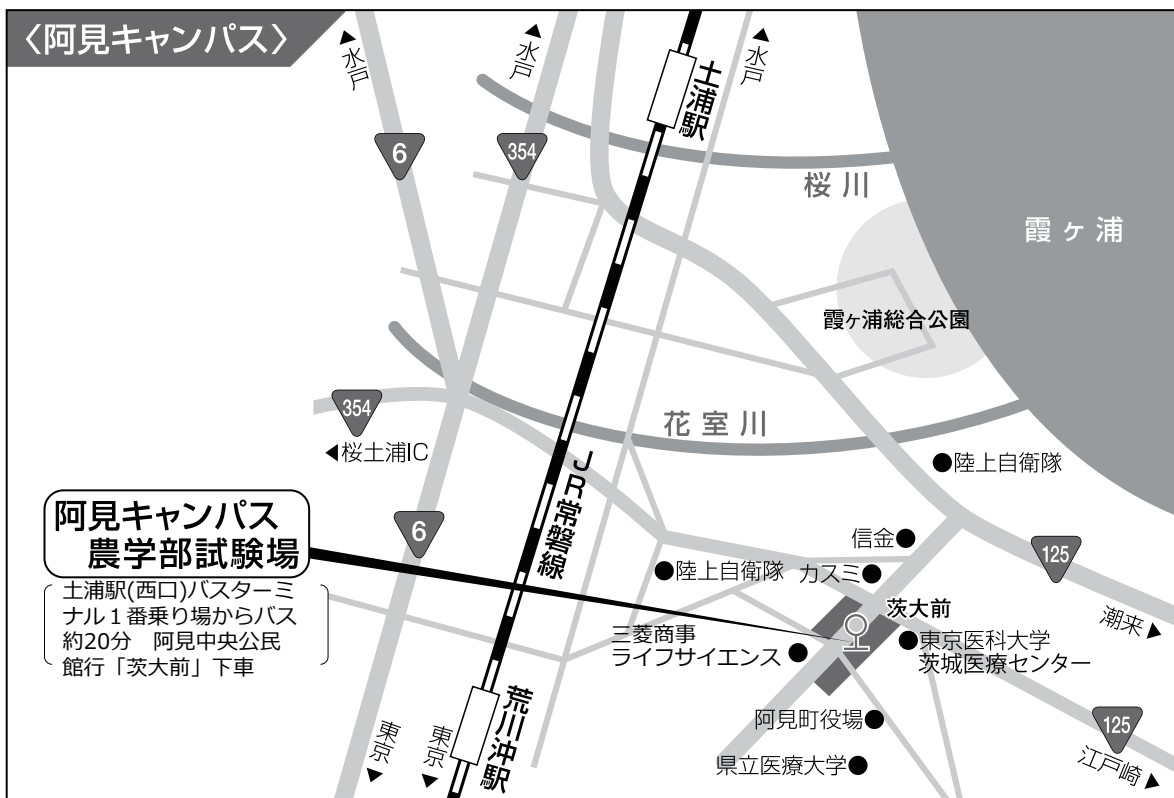 〈阿見キャンパス〉
◀水戸
◀水戸
◀水戸
土浦駅
6
354
桜川
霞ヶ浦
霞ヶ浦総合公園
354
◀桜土浦IC
花室川
●陸上自衛隊
JR常磐線
阿見キャンパス
農学部試験場
土浦駅(西口)バスターミ
ナル1番乗り場からバス
約20分 阿見中央公民
館行「茨大前」下車
6
信金●
125
●陸上自衛隊
カスミ●
茨大前
潮来▶
三菱商事
ライフサイエンス●
●東京医科大学
茨城医療センター
荒川沖駅
阿見町役場●
125
東京▶
東京▶
県立医療大学●
江戸崎▶